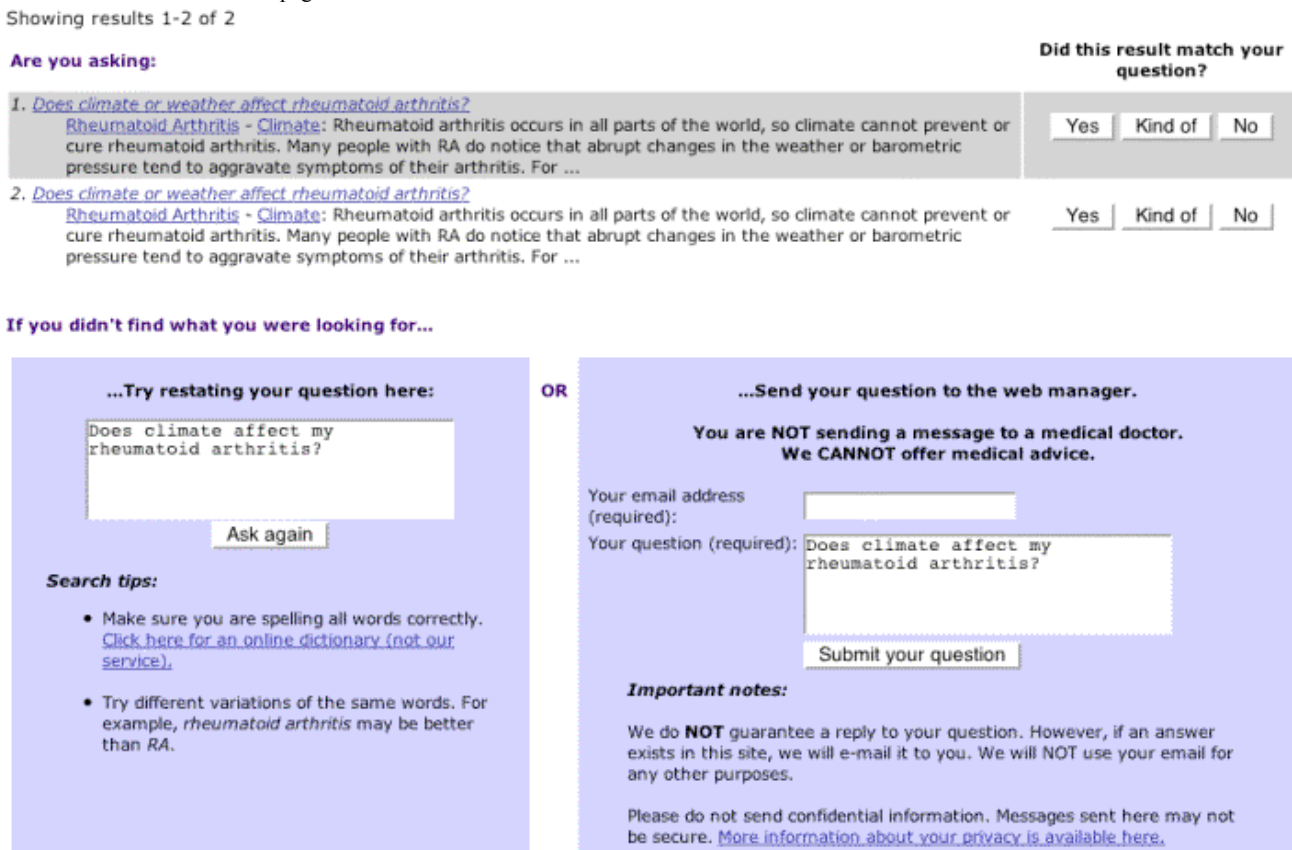 Showing results 1-2 of 2
Are you asking:
Did this result match your
question?
1. Does climate or weather affect rheumatoid arthritis?
Rheumatoid Arthritis - Climate: Rheumatoid arthritis occurs in all parts of the world, so climate cannot prevent or
cure rheumatoid arthritis. Many people with RA do notice that abrupt changes in the weather or barometric
pressure tend to aggravate symptoms of their arthritis. For ...
Yes Kind of No
2. Does climate or weather affect rheumatoid arthritis?
Rheumatoid Arthritis - Climate: Rheumatoid arthritis occurs in all parts of the world, so climate cannot prevent or
cure rheumatoid arthritis. Many people with RA do notice that abrupt changes in the weather or barometric
pressure tend to aggravate symptoms of their arthritis. For ...
Yes Kind of No
If you didn't find what you were looking for...
...Try restating your question here:
Does climate affect my
rheumatoid arthritis?
Ask again
Search tips:
• Make sure you are spelling all words correctly.
Click here for an online dictionary (not our
service).
• Try different variations of the same words. For
example, rheumatoid arthritis may be better
than RA.
OR
...Send your question to the web manager.
You are NOT sending a message to a medical doctor.
We CANNOT offer medical advice.
Your email address
(required):
Your question (required):
Does climate affect my
rheumatoid arthritis?
Submit your question
Important notes:
We do NOT guarantee a reply to your question. However, if an answer
exists in this site, we will e-mail it to you. We will NOT use your email for
any other purposes.
Please do not send confidential information. Messages sent here may not
be secure. More information about your privacy is available here.